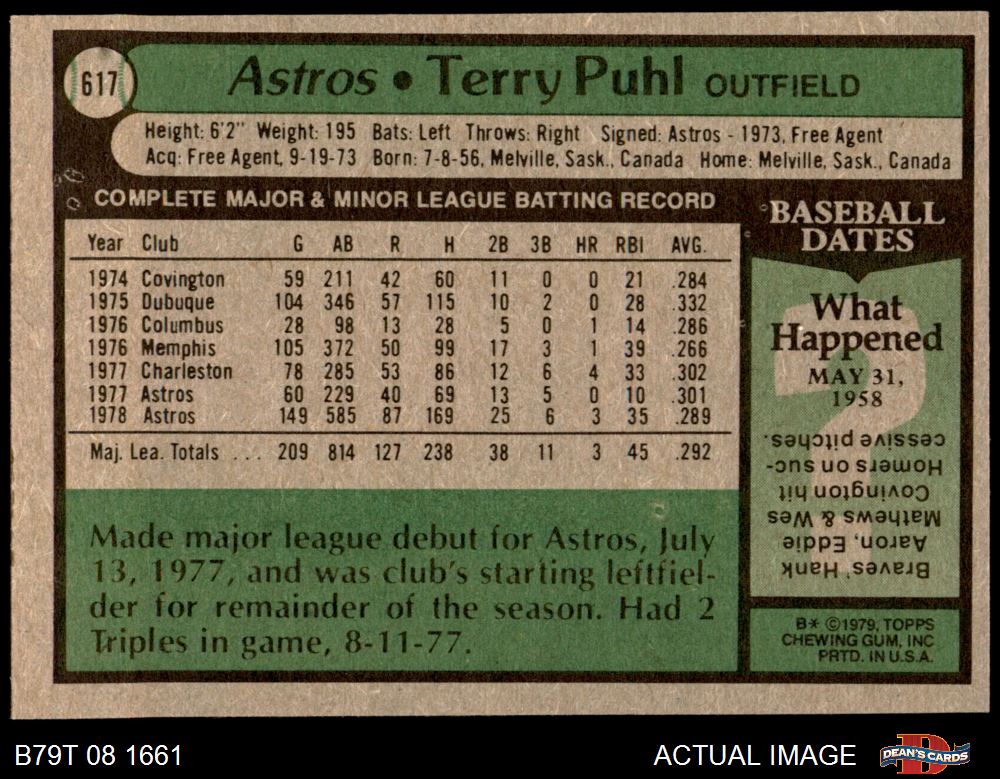 617
Astros • Terry Puhl OUTFIELD
Height: 6'2" Weight: 195 Bats: Left Throws: Right Signed: Astros - 1973, Free Agent
Acq: Free Agent, 9-19-73 Born: 7-8-56, Melville, Sask., Canada Home: Melville, Sask., Canada
COMPLETE MAJOR & MINOR LEAGUE BATTING RECORD
Year Club G AB R H 2B 3B HR RBI AVG.
1974 Covington 59 211 42 60 11 0 0 21 .284
1975 Dubuque 104 346 57 115 10 2 0 28 .332
1976 Columbus 28 98 13 28 5 0 1 14 .286
1976 Memphis 105 372 50 99 17 3 1 39 .266
1977 Charleston 78 285 53 86 12 6 4 33 .302
1977 Astros 60 229 40 69 13 5 0 10 .301
1978 Astros 149 585 87 169 25 6 3 35 .289
Maj. Lea. Totals ... 209 814 127 238 38 11 3 45 .292
Made major league debut for Astros, July
13, 1977, and was club's starting leftfiel-
der for remainder of the season. Had 2
Triples in game, 8-11-77.
BASEBALL
DATES
What
Happened
MAY 31,
1958
?
Braves' Hank
Aaron, Eddie
Mathews & Wes
Covington hit
Homers on suc-
cessive pitches.
B* ©1979, TOPPS
CHEWING GUM, INC
PRTD. IN U.S.A.
B79T 08 1661
ACTUAL IMAGE
D
DEAN'S CARDS